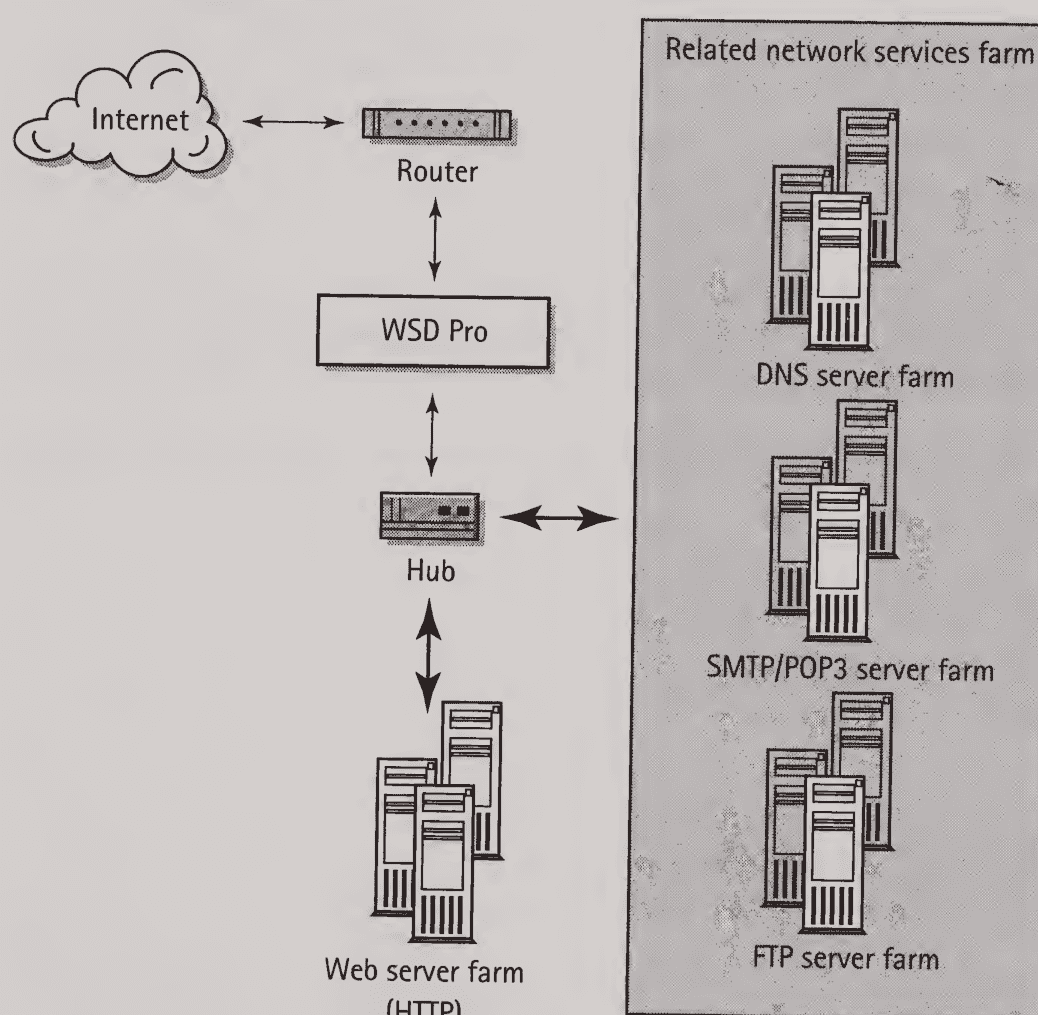 Related network services farm
Internet
Router
WSD Pro
DNS server farm
Hub
SMTP/POP3 server farm
Web server farm
(HTTP)
FTP server farm